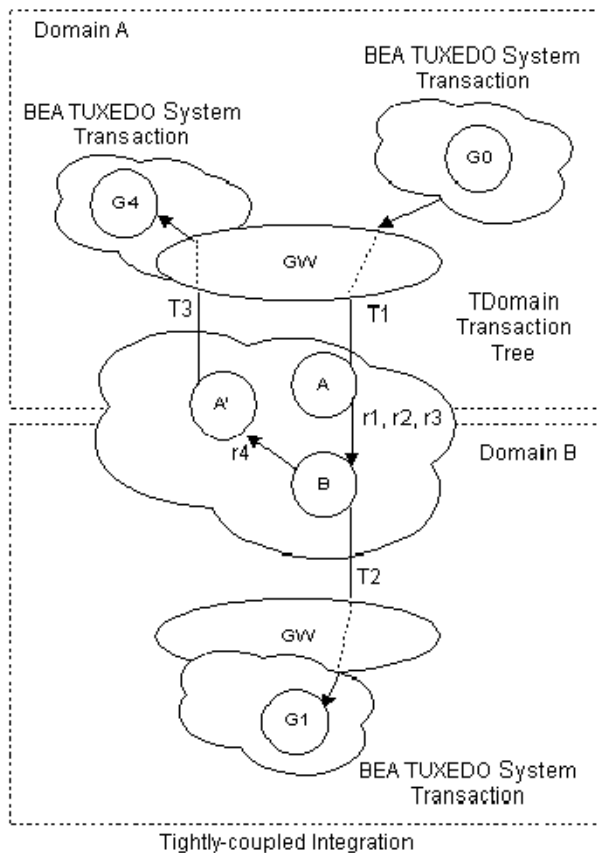 Domain A
BEA TUXEDO System
Transaction
BEA TUXEDO System
Transaction
G0
G4
GW
T3
T1
TDomain
Transaction
Tree
A
A'
r1, r2, r3
r4
B
Domain B
T2
GW
G1
BEA TUXEDO System
Transaction
Tightly-coupled Integration